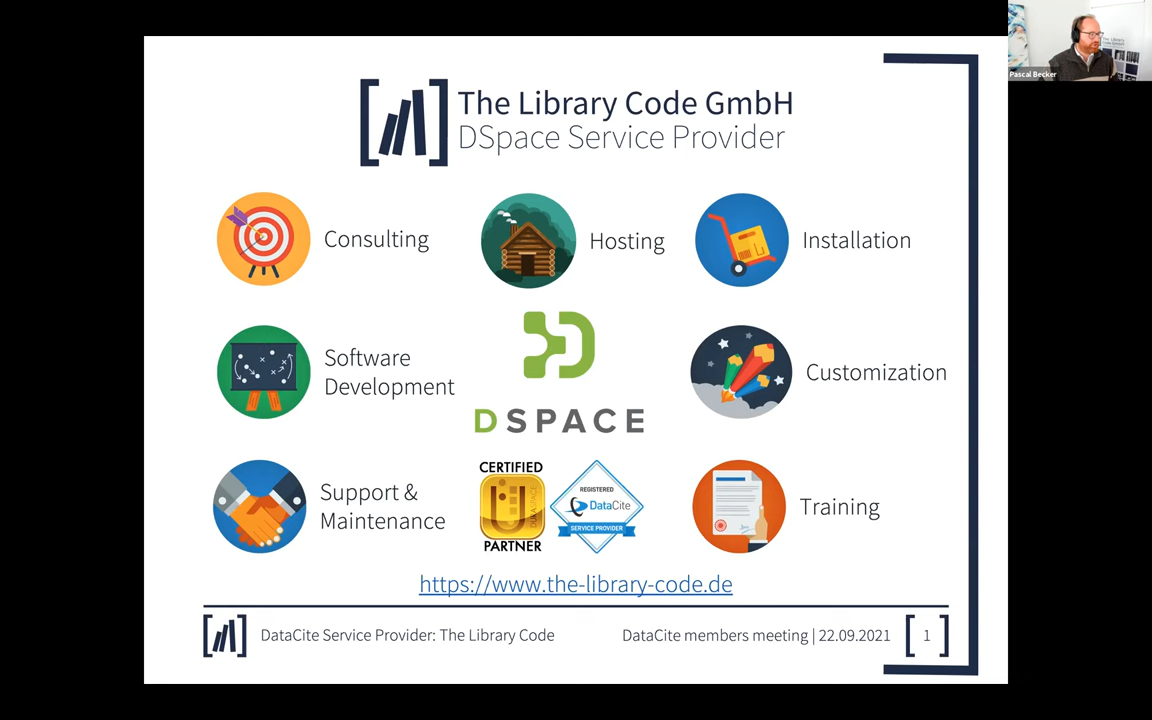 The Library Code GmbH
DSpace Service Provider
Pascal Becker
Consulting
Hosting
Installation
Software
Development
DSPACE
Customization
Support &
Maintenance
CERTIFIED
DURASPACE
PARTNER
REGISTERED
DataCite
SERVICE PROVIDER
Training
https://www.the-library-code.de
DataCite Service Provider: The Library Code
DataCite members meeting | 22.09.2021
1